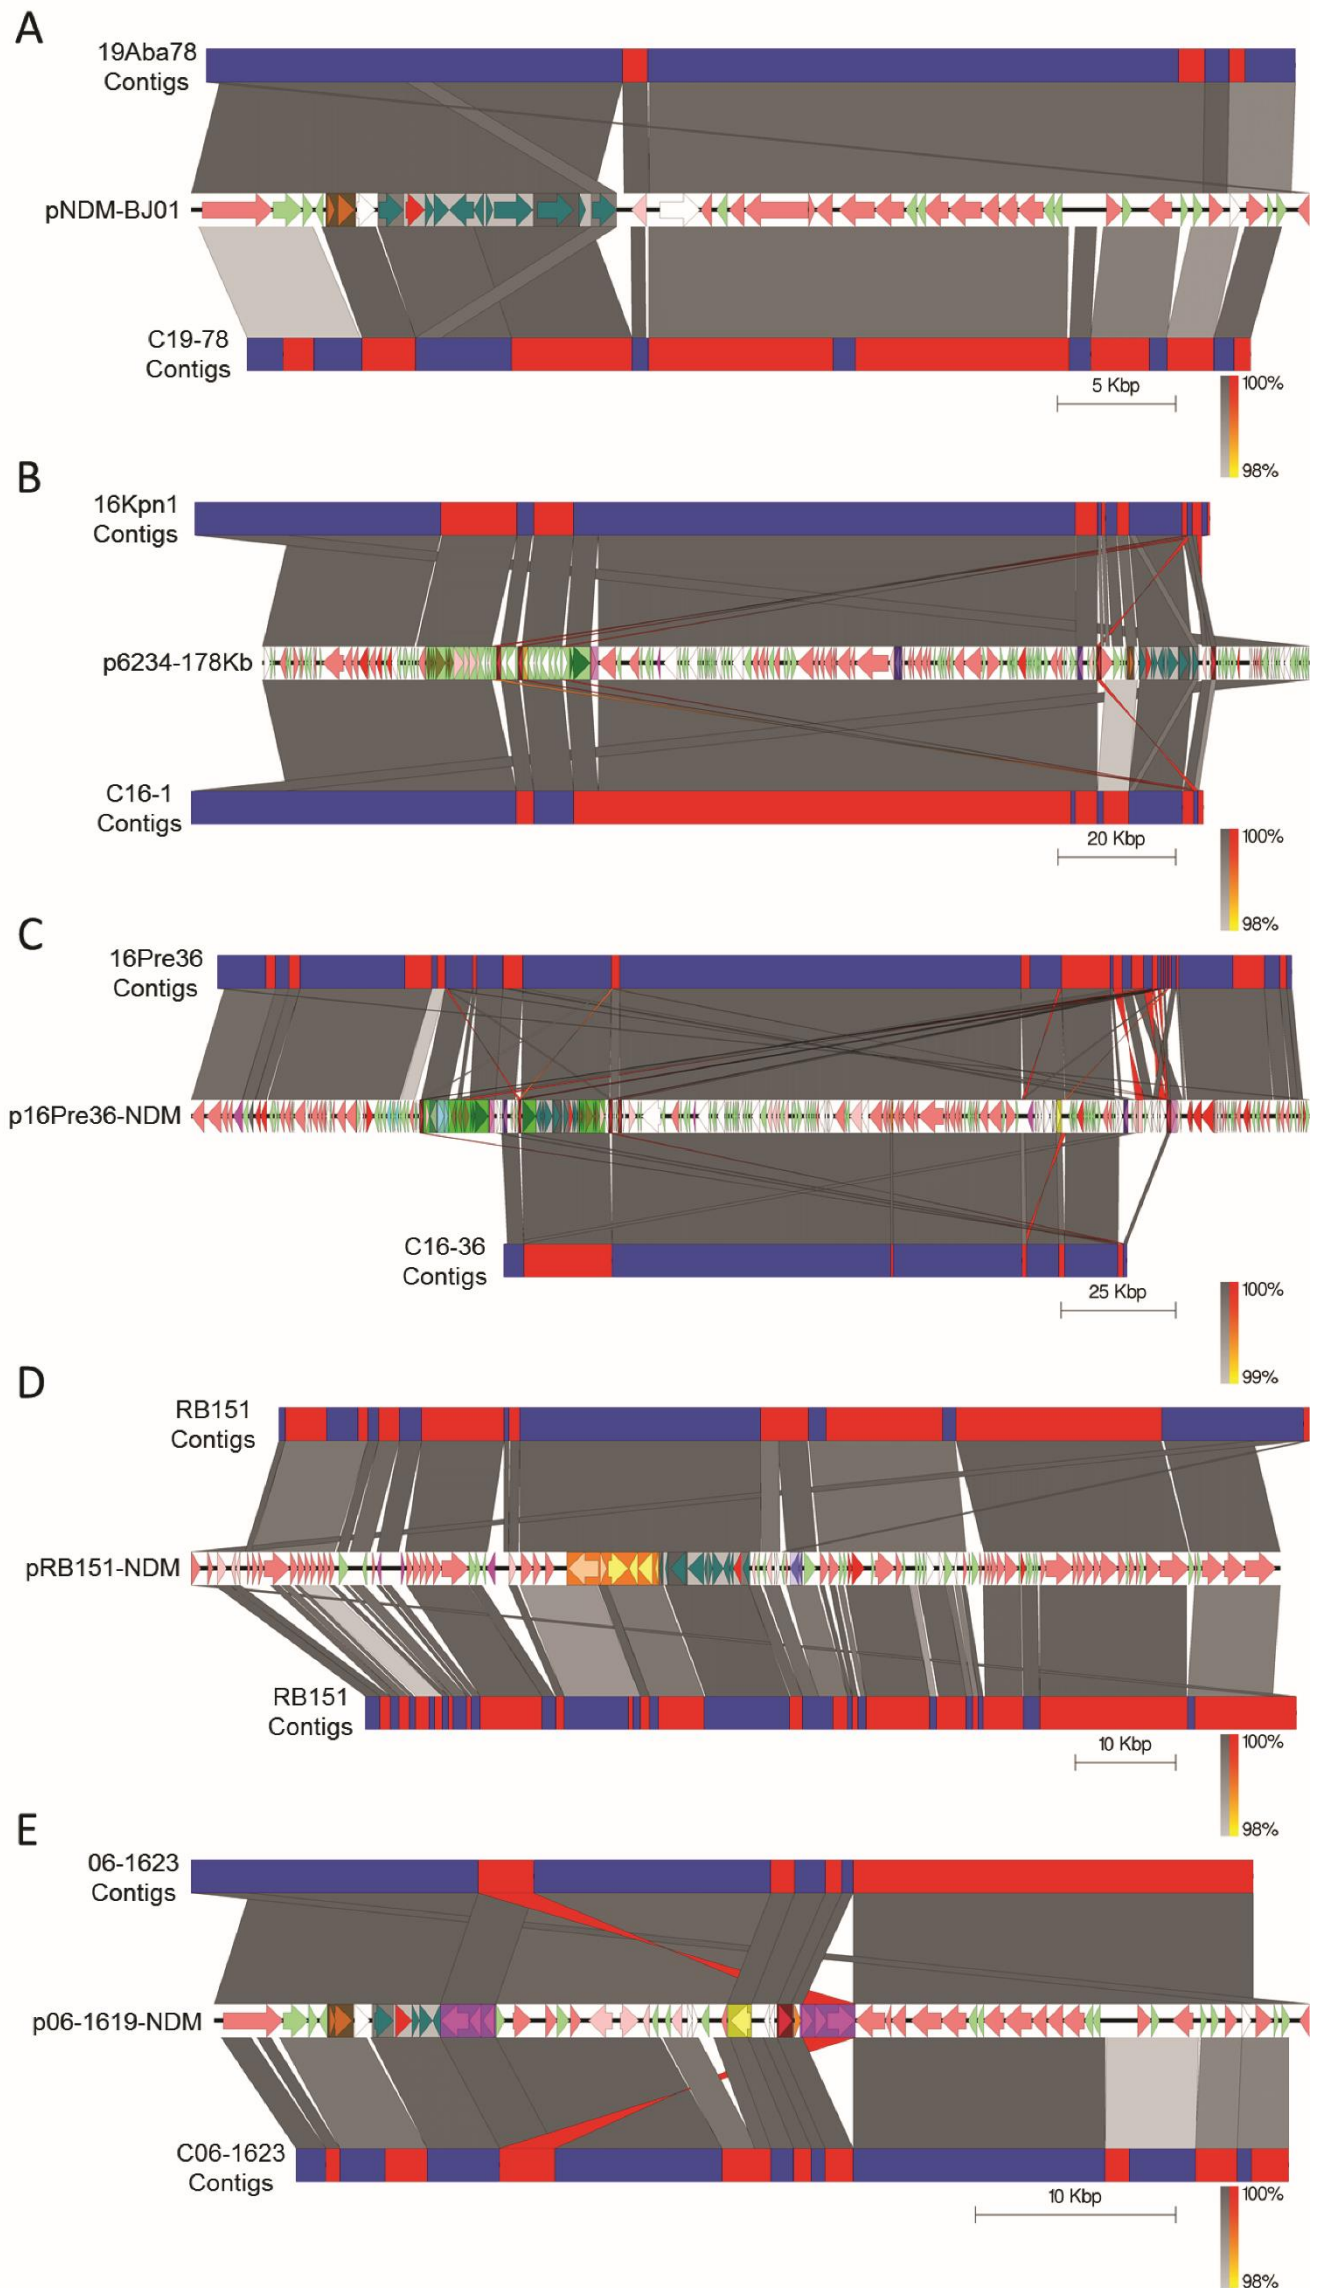 A
19Aba78
Contigs
pNDM-BJ01
C19-78
Contigs
5 Kbp
100%
98%
B
16Kpn1
Contigs
p6234-178Kb
C16-1
Contigs
20 Kbp
100%
98%
C
16Pre36
Contigs
p16Pre36-NDM
C16-36
Contigs
25 Kbp
100%
99%
D
RB151
Contigs
pRB151-NDM
RB151
Contigs
10 Kbp
100%
98%
E
06-1623
Contigs
p06-1619-NDM
C06-1623
Contigs
10 Kbp
100%
98%